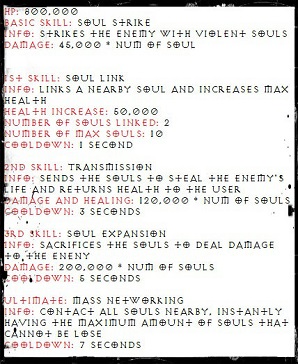 HP: 800.000
BASIC SKILL: SOUL STRIKE
INFO: STRIKES THE ENEMY WITH VIOLENT SOULS
DAMAGE: 45,000 * NUM OF SOUL
1ST SKILL: SOUL LINK
INFO: LINKS A NEARBY SOUL AND INCREASES MAX
HEALTH
HEALTH INCREASE: 50.000
NUMBER OF SOULS LINKED: 2
NUMBER OF MAX SOULS: 10
COOLDOWN: 1 SECOND
2ND SKILL: TRANSMISSION
INFO: SENDS THE SOULS TO STEAL THE ENEMY'S
LIFE AND RETURNS HEALTH TO THE USER
DAMAGE AND HEALING: 120.000 * NUM OF SOULS
COOLDOWN: 3 SECONDS
3RD SKILL: SOUL EXPANSION
INFO: SACRIFICES THE SOULS TO DEAL DAMAGE
TO THE ENEMY
DAMAGE: 200.000 * NUM OF SOULS
COOLDOWN: 5 SECONDS
ULTIMATE: MASS NETWORKING
INFO: CONTACT ALL SOULS NEARBY, INSTANTLY
HAVING THE MAXIMUM AMOUNT OF SOULS THAT
CANNOT BE LOSE
COOLDOWN: 7 SECONDS